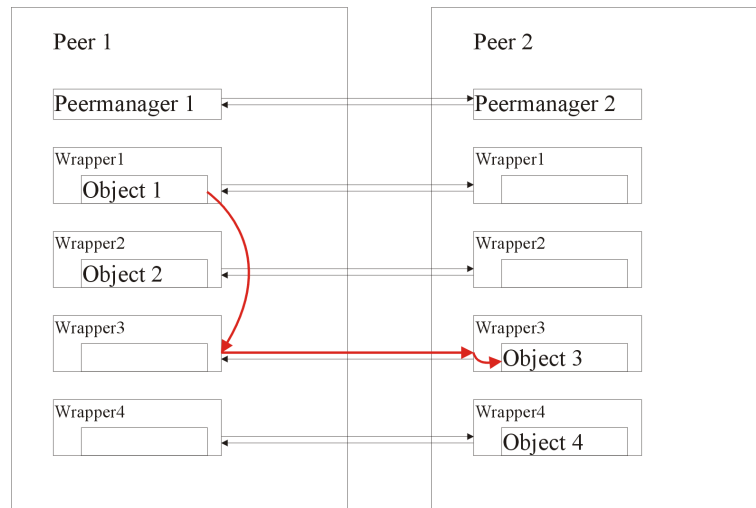 Peer 1
Peer 2
Peermanager 1
Peermanager 2
Wrapper1
Object 1
Wrapper1
Wrapper2
Object 2
Wrapper2
Wrapper3
Wrapper3
Object 3
Wrapper4
Wrapper4
Object 4